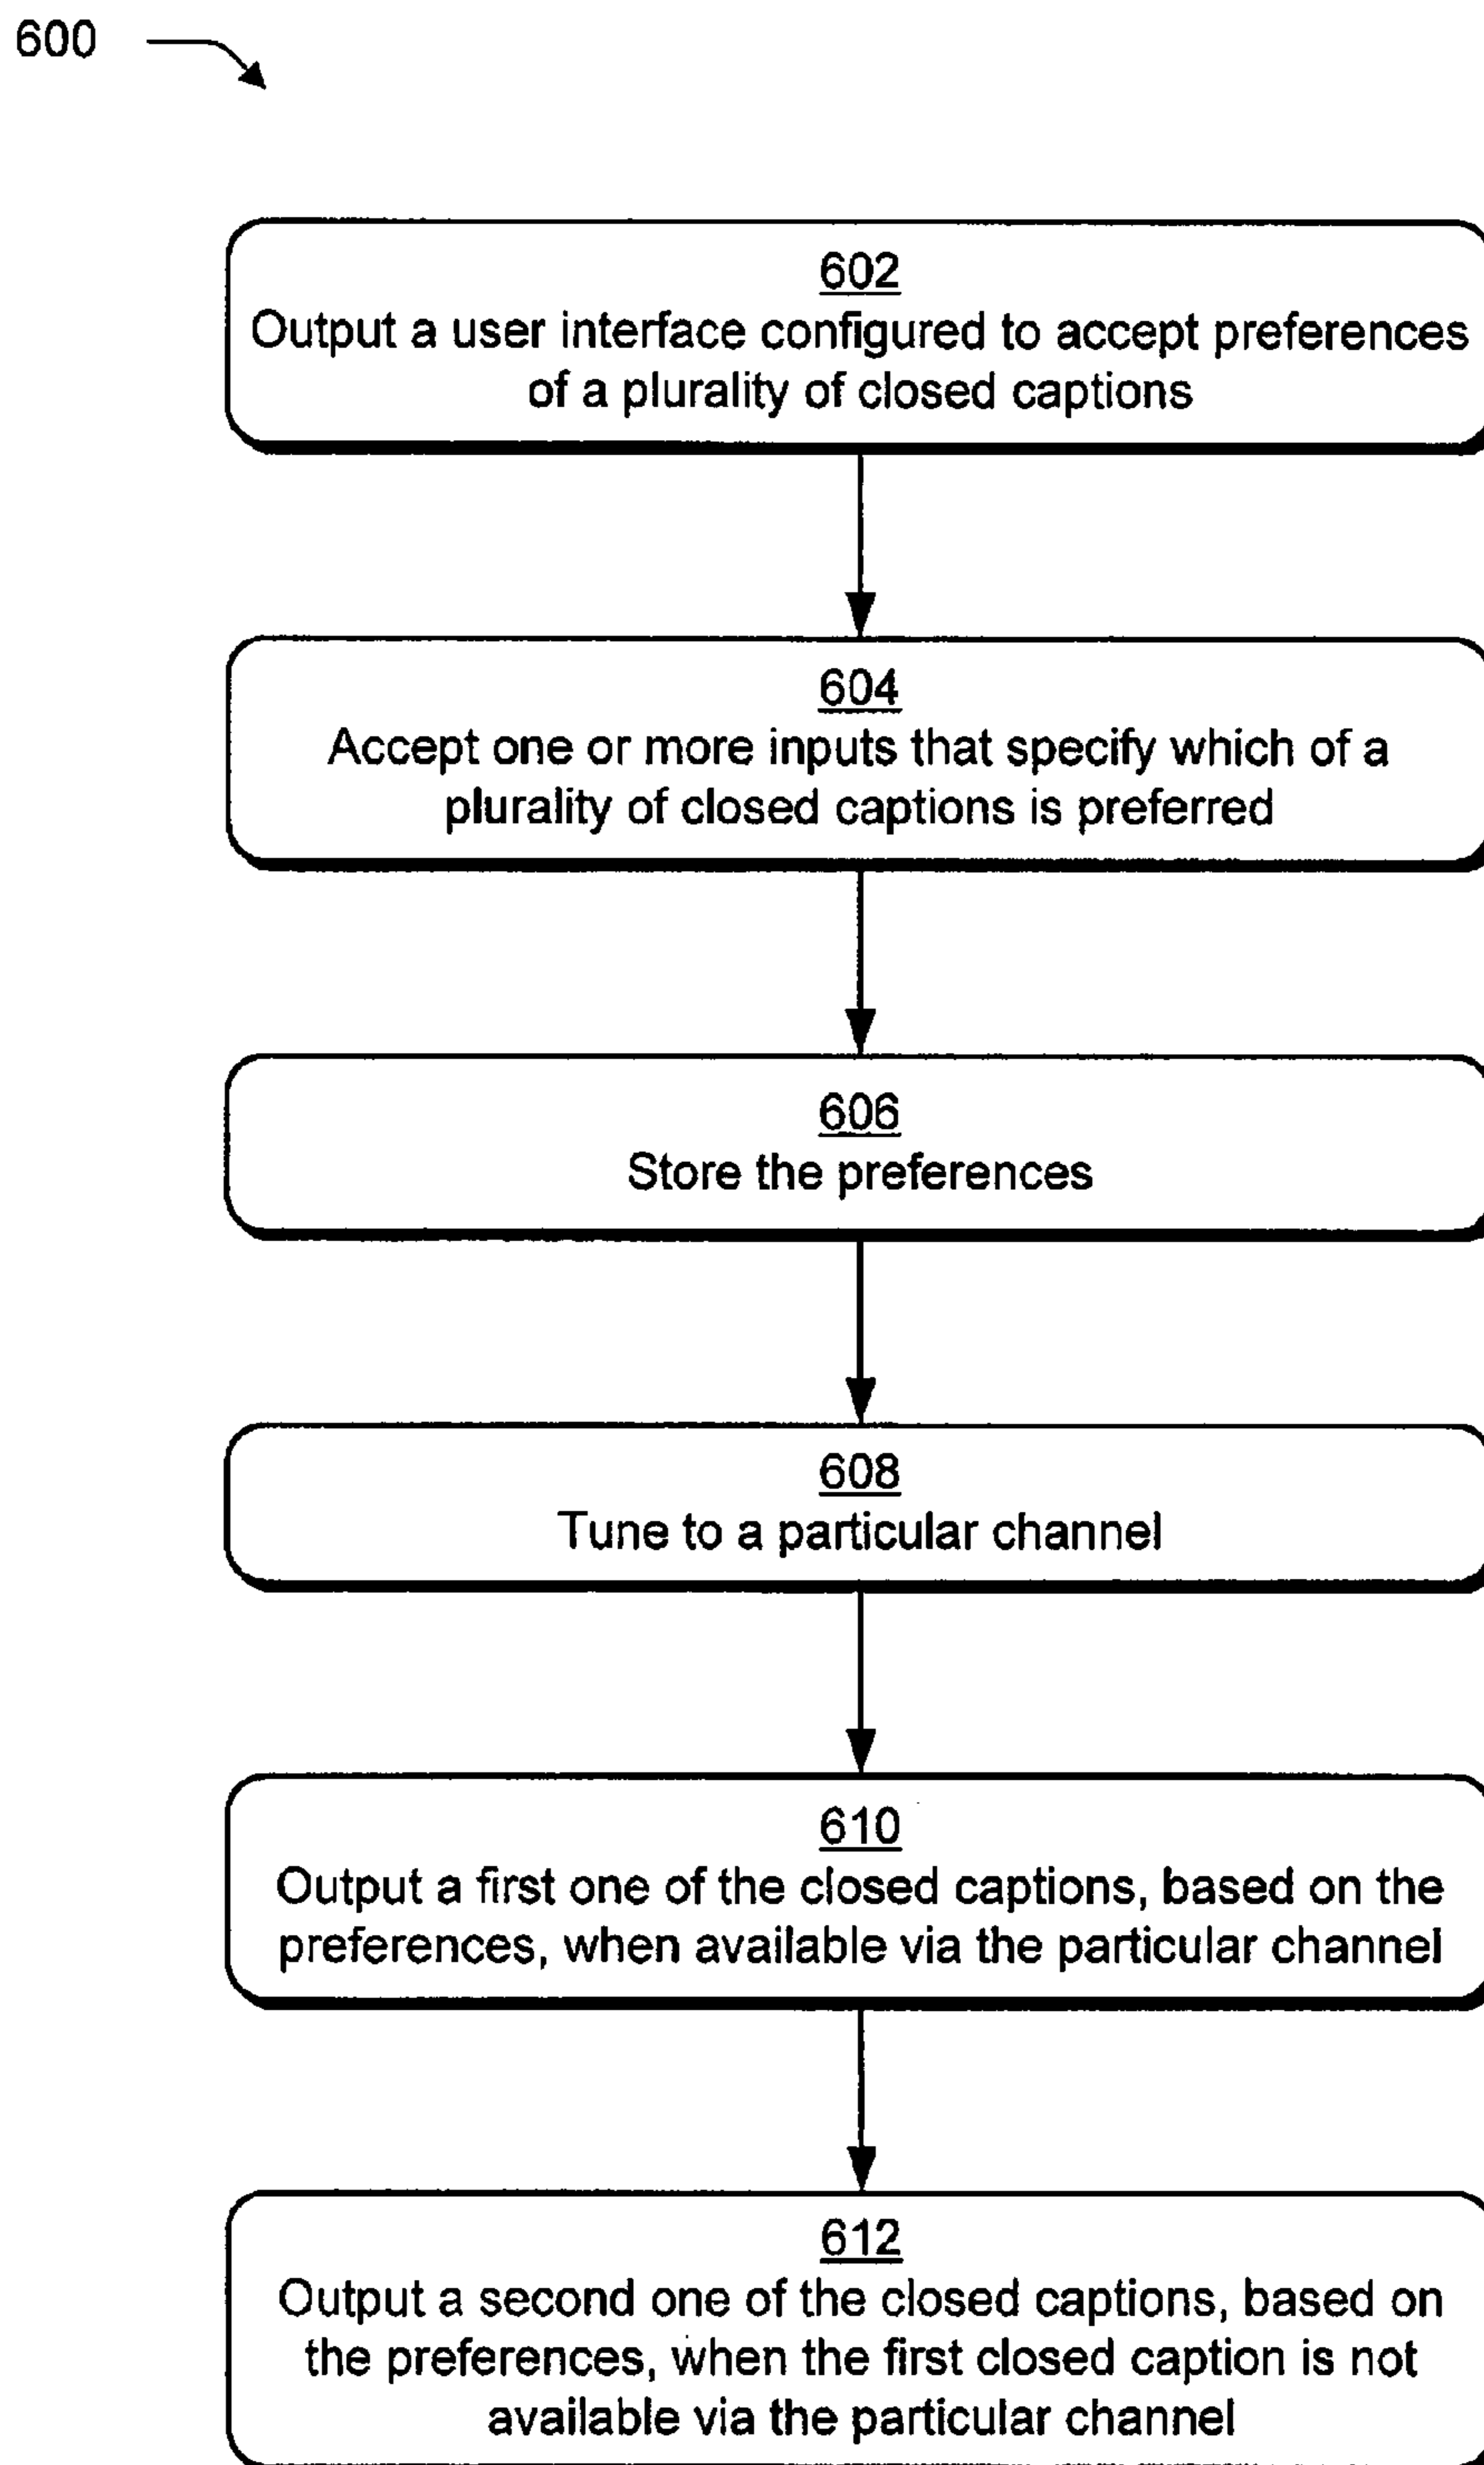 600
602
Output a user interface configured to accept preferences
of a plurality of closed captions
604
Accept one or more inputs that specify which of a
plurality of closed captions is preferred
606
Store the preferences
608
Tune to a particular channel
610
Output a first one of the closed captions, based on the
preferences, when available via the particular channel
612
Output a second one of the closed captions, based on
the preferences, when the first closed caption is not
available via the particular channel